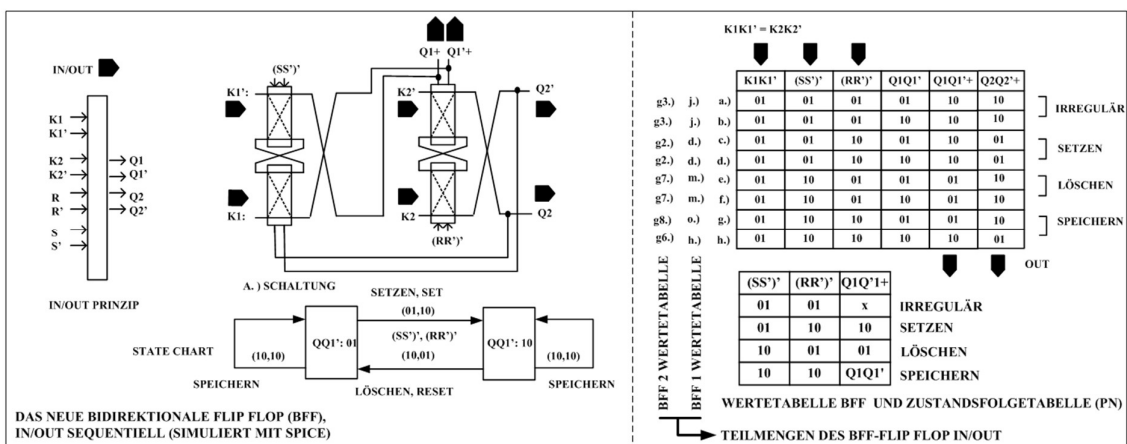 IN/OUT
K1
K1'
K2
K2'
R
R'
S
S'
Q1
Q1'
Q2
Q2'
IN/OUT PRINZIP
Q1+ Q1'+
(SS')'
K1':
K2'
Q2'
K1:
K2
Q2
(RR')'
A. ) SCHALTUNG
SETZEN, SET
(01,10)
STATE CHART
QQ1': 01
(SS')', (RR')'
QQ1': 10
(10,10)
(10,01)
(10,10)
SPEICHERN
LÖSCHEN, RESET
SPEICHERN
DAS NEUE BIDIREKTIONALE FLIP FLOP (BFF),
IN/OUT SEQUENTIELL (SIMULIERT MIT SPICE)
K1K1' = K2K2'
K1K1' (SS')' (RR')' Q1Q1' Q1Q1'+ Q2Q2'+
g3.) j.) a.) 01 01 01 01 10 10
g3.) j.) b.) 01 01 01 10 10 10
IRREGULÄR
g2.) d.) c.) 01 01 10 01 10 01
g2.) d.) d.) 01 01 10 10 10 01
SETZEN
g7.) m.) e.) 01 10 01 01 01 10
g7.) m.) f.) 01 10 01 10 01 10
LÖSCHEN
g8.) o.) g.) 01 10 10 01 01 10
g6.) h.) h.) 01 10 10 10 10 01
SPEICHERN
OUT
BFF 2 WERTETABELLE
BFF 1 WERTETABELLE
(SS')' (RR')' Q1Q'1+
01 01 x IRREGULÄR
01 10 10 SETZEN
10 01 01 LÖSCHEN
10 10 Q1Q1' SPEICHERN
WERTETABELLE BFF UND ZUSTANDSFOLGETABELLE (PN)
TEILMENGEN DES BFF-FLIP FLOP IN/OUT